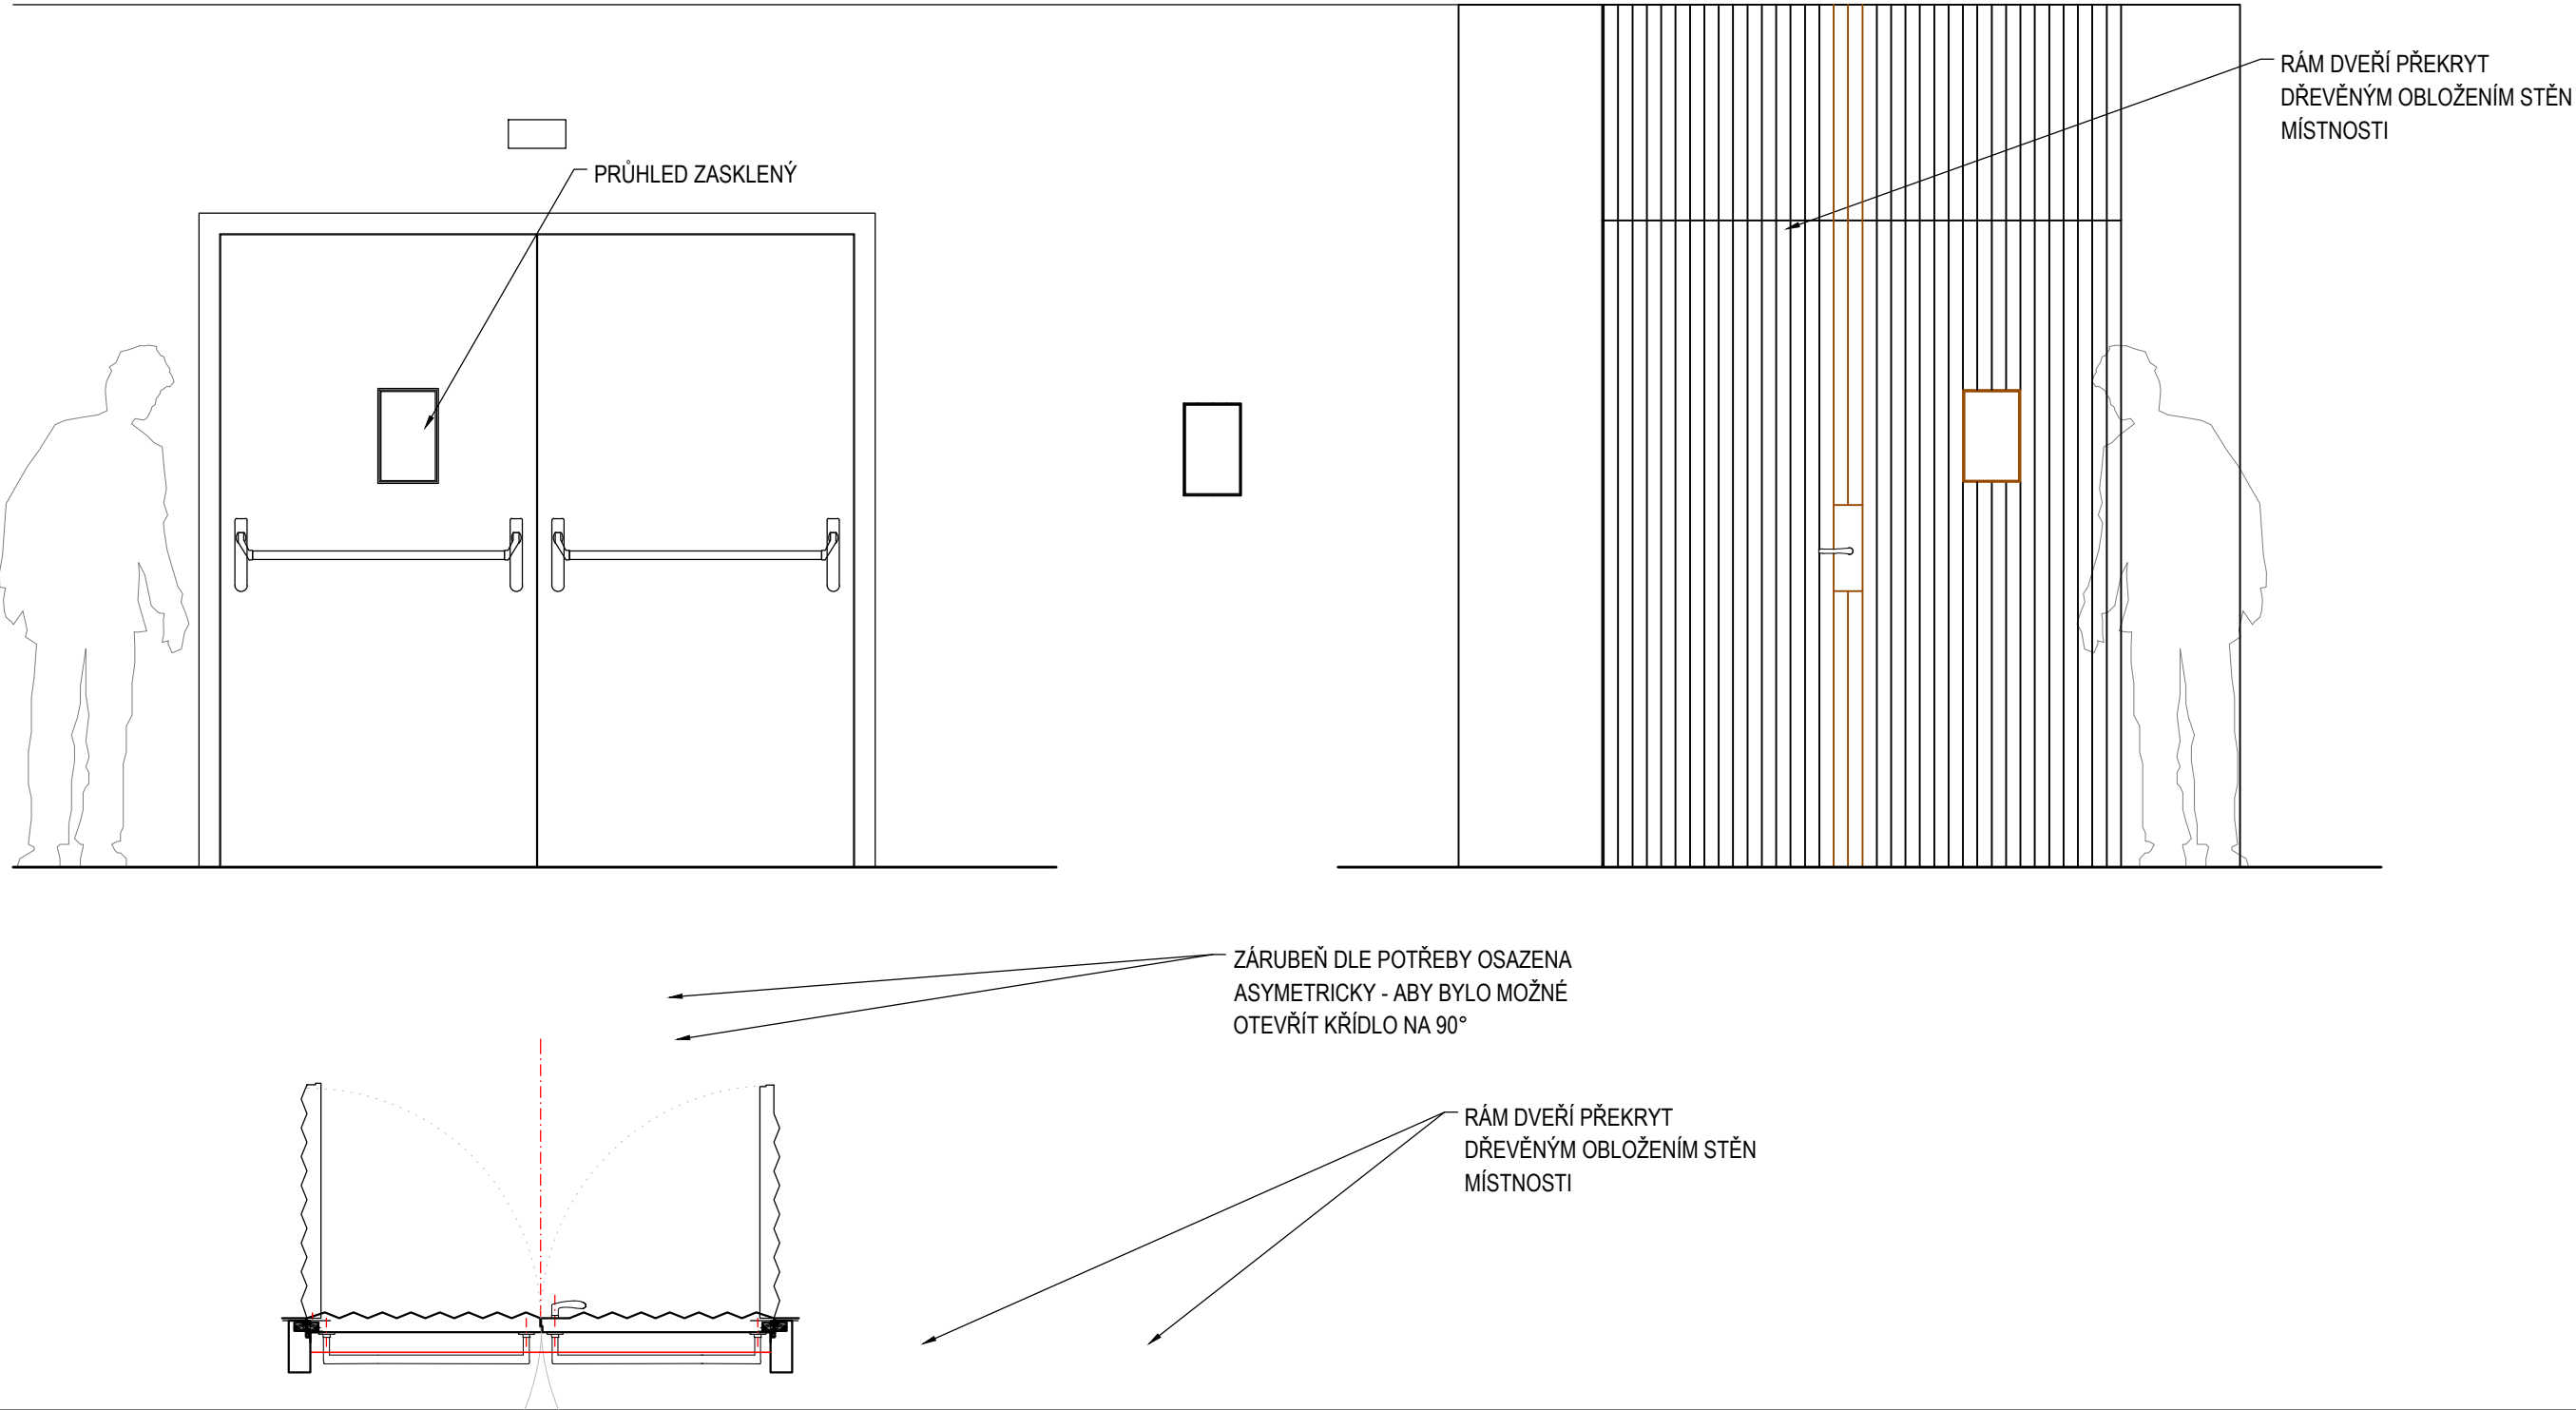 RÁM DVEŘÍ PŘEKRYT
DŘEVĚNÝM OBLOŽENÍM STĚN
MÍSTNOSTI
PRŮHLED ZASKLENÝ
ZÁRUBEŇ DLE POTŘEBY OSAZENA
ASYMETRICKY - ABY BYLO MOŽNÉ
OTEVŘÍT KŘÍDLO NA 90°
RÁM DVEŘÍ PŘEKRYT
DŘEVĚNÝM OBLOŽENÍM STĚN
MÍSTNOSTI